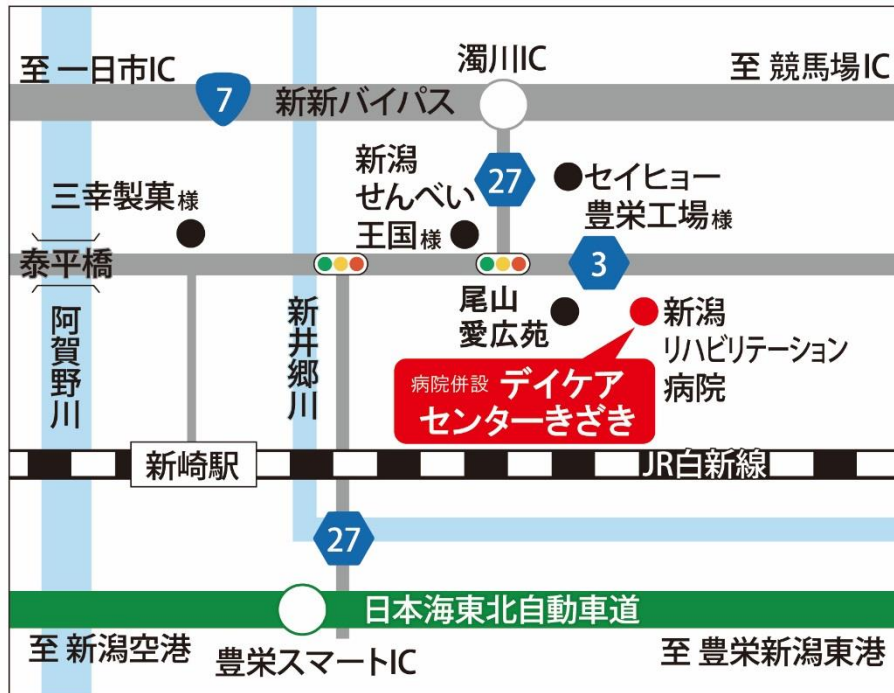 至 一日市IC
濁川IC
至 競馬場IC
7
新新バイパス
新潟
せんべい
王国様
27
セイヒョー
豊栄工場様
三幸製菓様
泰平橋
3
尾山
愛広苑
新潟
リハビリテーション
病院
阿賀野川
新井郷川
病院併設 デイケア
センターきざき
新崎駅
JR白新線
27
日本海東北自動車道
至 新潟空港
豊栄スマートIC
至 豊栄新潟東港